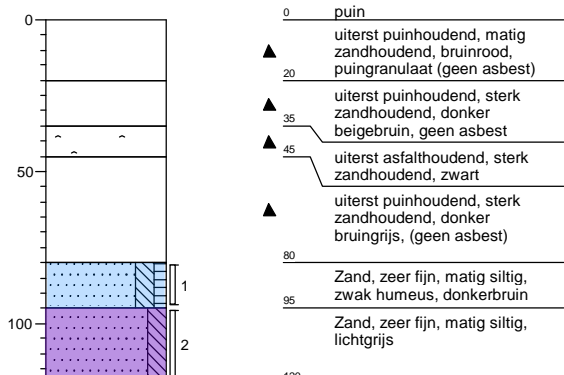 0
50
100
1
2
0 puin
uiterst puinhoudend, matig
zandhoudend, bruinrood,
puingranulaat (geen asbest)
20
uiterst puinhoudend, sterk
zandhoudend, donker
beigebruin, geen asbest
35
45
uiterst asfalthoudend, sterk
zandhoudend, zwart
uiterst puinhoudend, sterk
zandhoudend, donker
bruingrijs, (geen asbest)
80
Zand, zeer fijn, matig siltig,
zwak humeus, donkerbruin
95
Zand, zeer fijn, matig siltig,
lichtgrijs